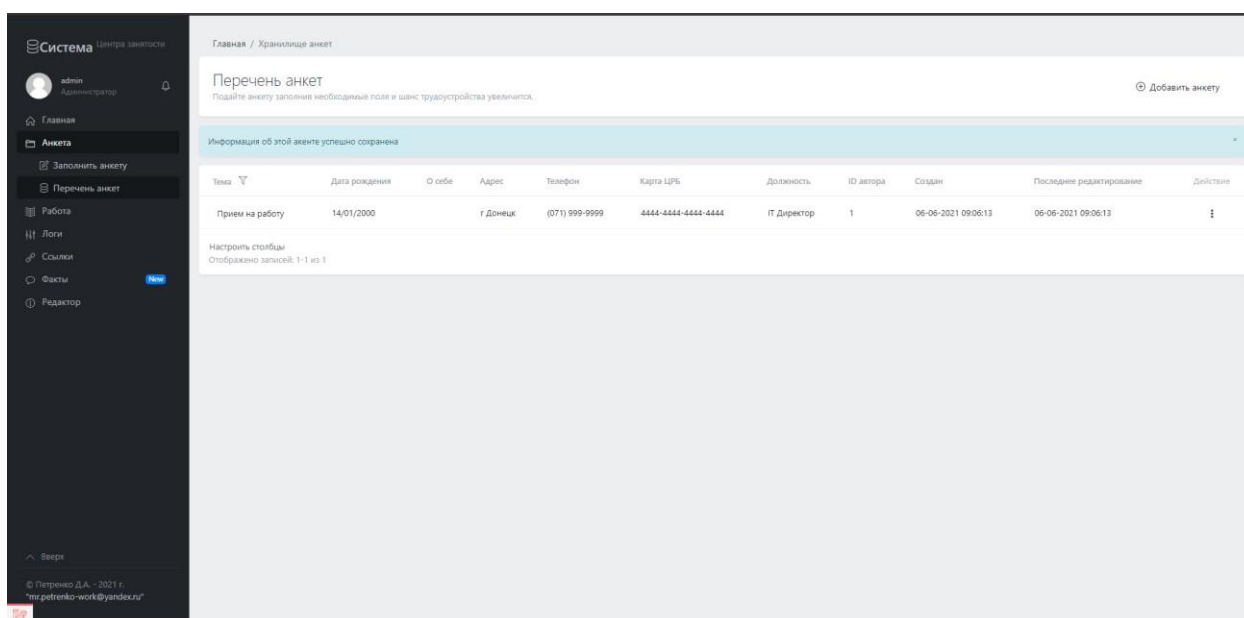 Система Центра занятости
admin
Администратор
Главная
Анкета
Заполнить анкету
Перечень анкет
Работа
Логи
Ссылки
Факты New
Редактор
Вверх
© Петренко Д.А. - 2021 г.
"mr.petrenko-work@yandex.ru"
Главная / Хранилище анкет
Перечень анкет
Подайте анкету заполнив необходимые поля и шанс трудоустройства увеличится.
Добавить анкету
Информация об этой акенте успешно сохранена ×
Тема Дата рождения О себе Адрес Телефон Карта ЦРБ Должность ID автора Создан Последнее редактирование Действие
Прием на работу 14/01/2000 г Донецк (071) 999-9999 4444-4444-4444-4444 IT Директор 1 06-06-2021 09:06:13 06-06-2021 09:06:13
Настроить столбцы
Отображено записей: 1-1 из 1